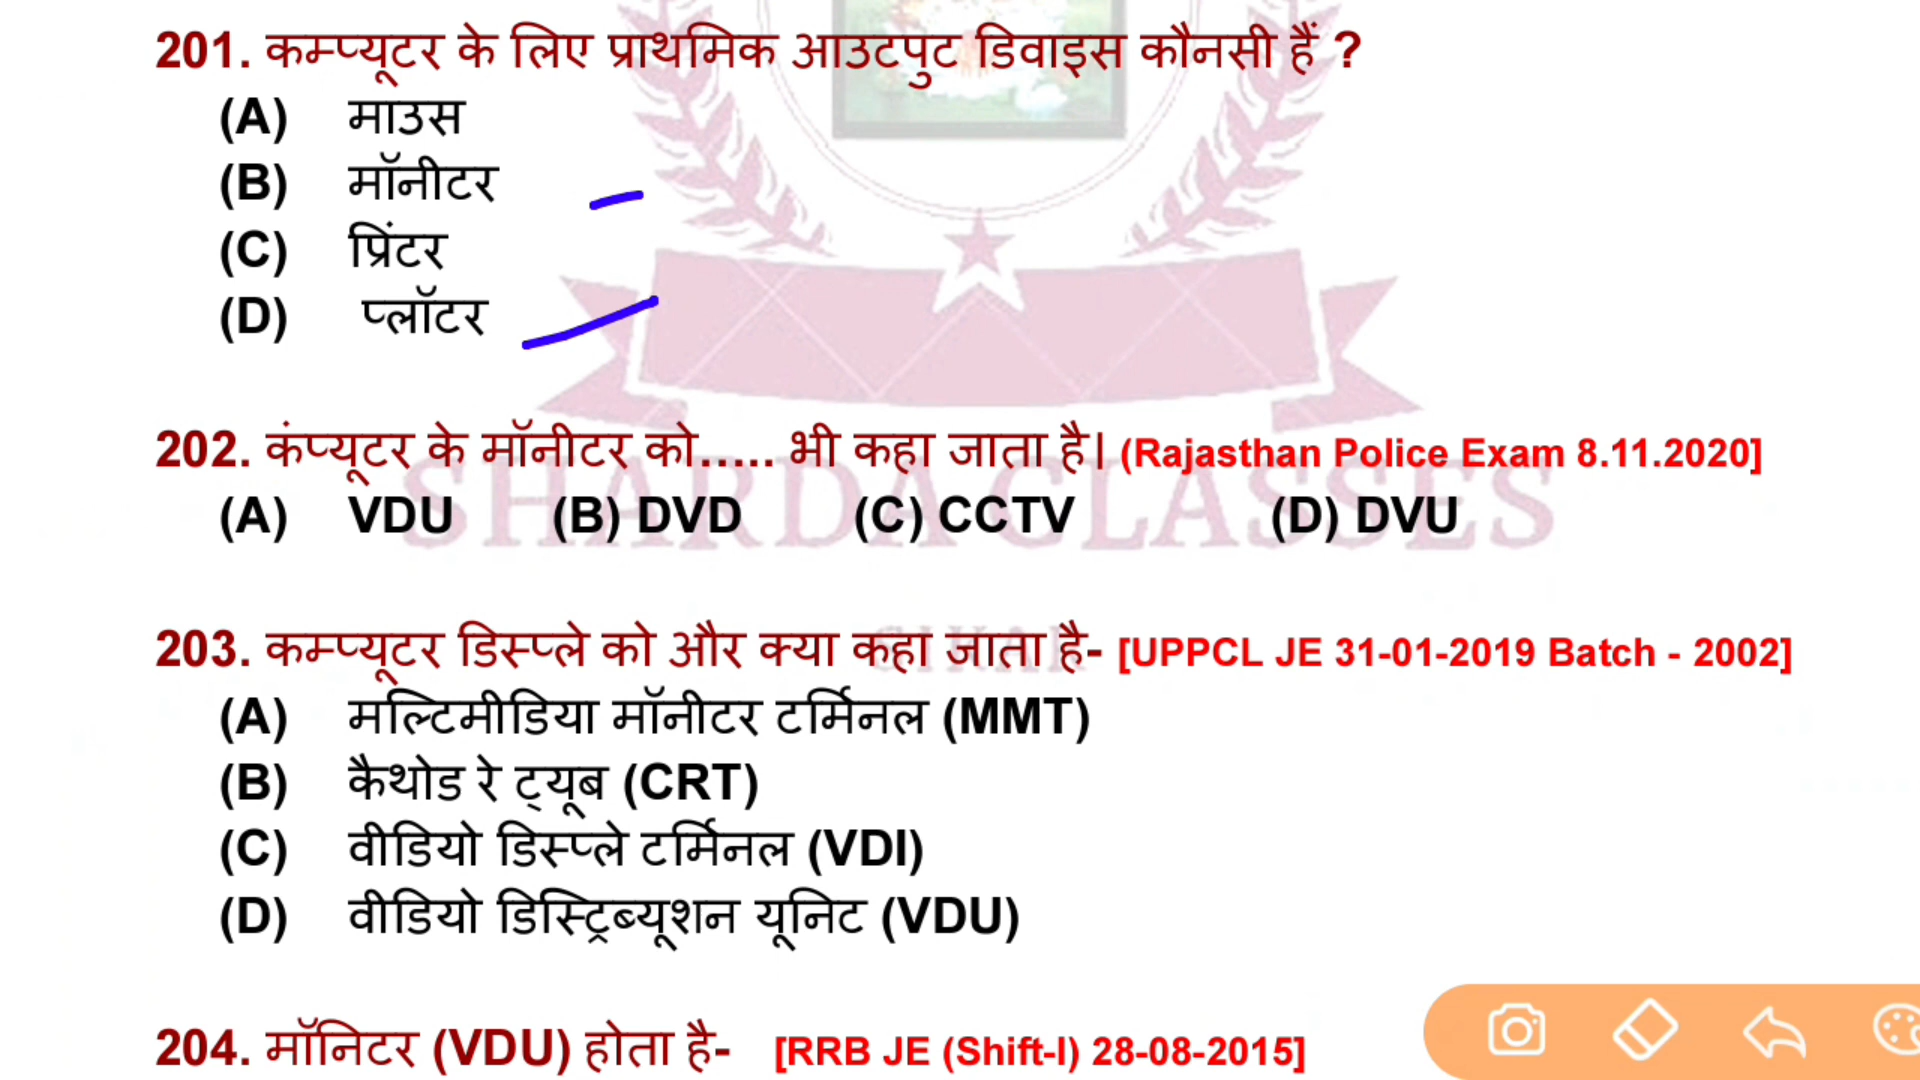 201. कम्प्यूटर के लिए प्राथमिक आउटपुट डिवाइस कौनसी हैं ?
(A) माउस
(B) मॉनीटर
(C) प्रिंटर
(D) प्लॉटर
202. कंप्यूटर के मॉनीटर को..... भी कहा जाता है| (Rajasthan Police Exam 8.11.2020]
SHARDA CLASSES
(A) VDU (B) DVD (C) CCTV (D) DVU
203. कम्प्यूटर डिस्प्ले को और क्या कहा जाता है- [UPPCL JE 31-01-2019 Batch - 2002]
(A) मल्टिमीडिया मॉनीटर टर्मिनल (MMT)
(B) कैथोड रे ट्यूब (CRT)
(C) वीडियो डिस्प्ले टर्मिनल (VDI)
(D) वीडियो डिस्ट्रिब्यूशन यूनिट (VDU)
204. मॉनिटर (VDU) होता है- [RRB JE (Shift-I) 28-08-2015]